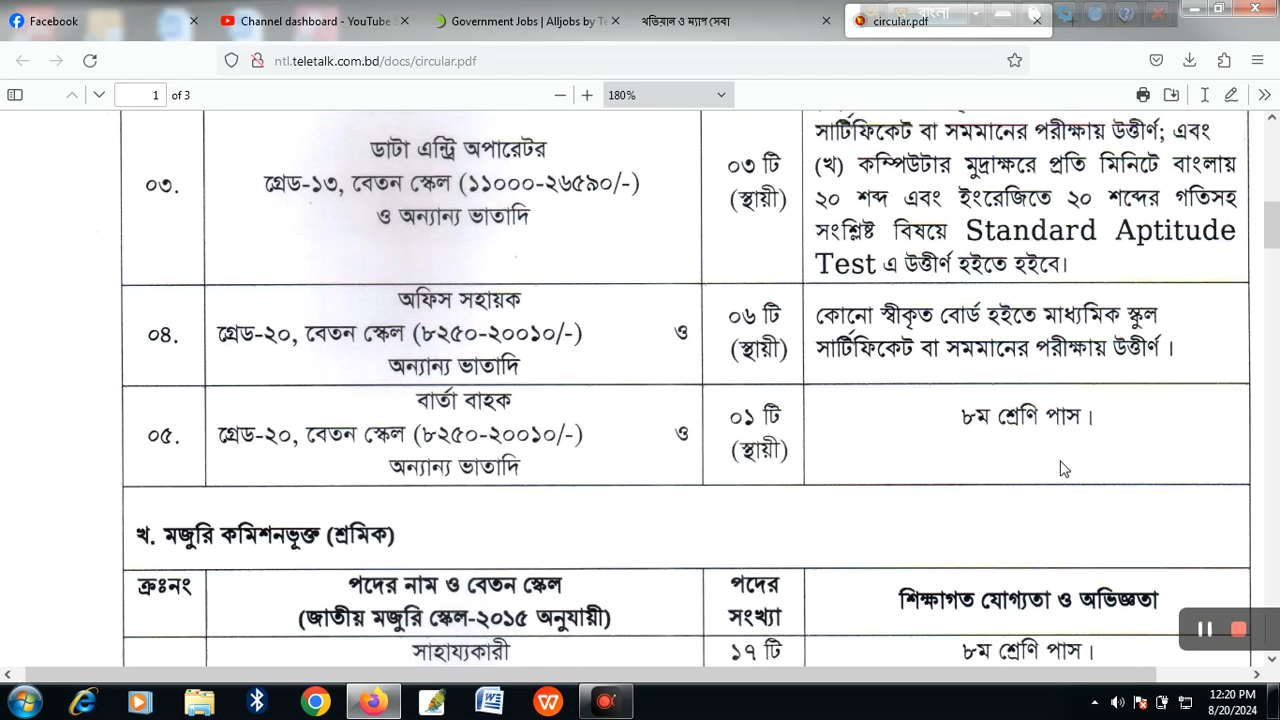 Facebook
Channel dashboard - YouTube
Government Jobs | Alljobs by Te
খতিয়াল ও ম্যাপ সেবা
circular.pdf
বাংলা
ntl.teletalk.com.bd/docs/circular.pdf
1 of 3
180%
০৩.
ডাটা এন্ট্রি অপারেটর
গ্রেড-১৩, বেতন স্কেল (১১০০০-২৬৫৯০/-)
ও অন্যান্য ভাতাদি
০৩ টি
(স্থায়ী)
সার্টিফিকেট বা সমমানের পরীক্ষায় উত্তীর্ণ; এবং
(খ) কম্পিউটার মুদ্রাক্ষরে প্রতি মিনিটে বাংলায়
২০ শব্দ এবং ইংরেজিতে ২০ শব্দের গতিসহ
সংশ্লিষ্ট বিষয়ে Standard Aptitude
Test এ উত্তীর্ণ হইতে হইবে।
০৪.
অফিস সহায়ক
গ্রেড-২০, বেতন স্কেল (৮২৫০-২০০১০/-) ও
অন্যান্য ভাতাদি
০৬ টি
(স্থায়ী)
কোনো স্বীকৃত বোর্ড হইতে মাধ্যমিক স্কুল
সার্টিফিকেট বা সমমানের পরীক্ষায় উত্তীর্ণ ।
০৫.
বার্তা বাহক
গ্রেড-২০, বেতন স্কেল (৮২৫০-২০০১০/-) ও
অন্যান্য ভাতাদি
০১ টি
(স্থায়ী)
৮ম শ্রেণি পাস ।
খ. মজুরি কমিশনভূক্ত (শ্রমিক)
ক্রঃনং
পদের নাম ও বেতন স্কেল
(জাতীয় মজুরি স্কেল-২০১৫ অনুযায়ী)
পদের
সংখ্যা
শিক্ষাগত যোগ্যতা ও অভিজ্ঞতা
সাহায্যকারী
১৭ টি
৮ম শ্রেণি পাস ।
12:20 PM
8/20/2024